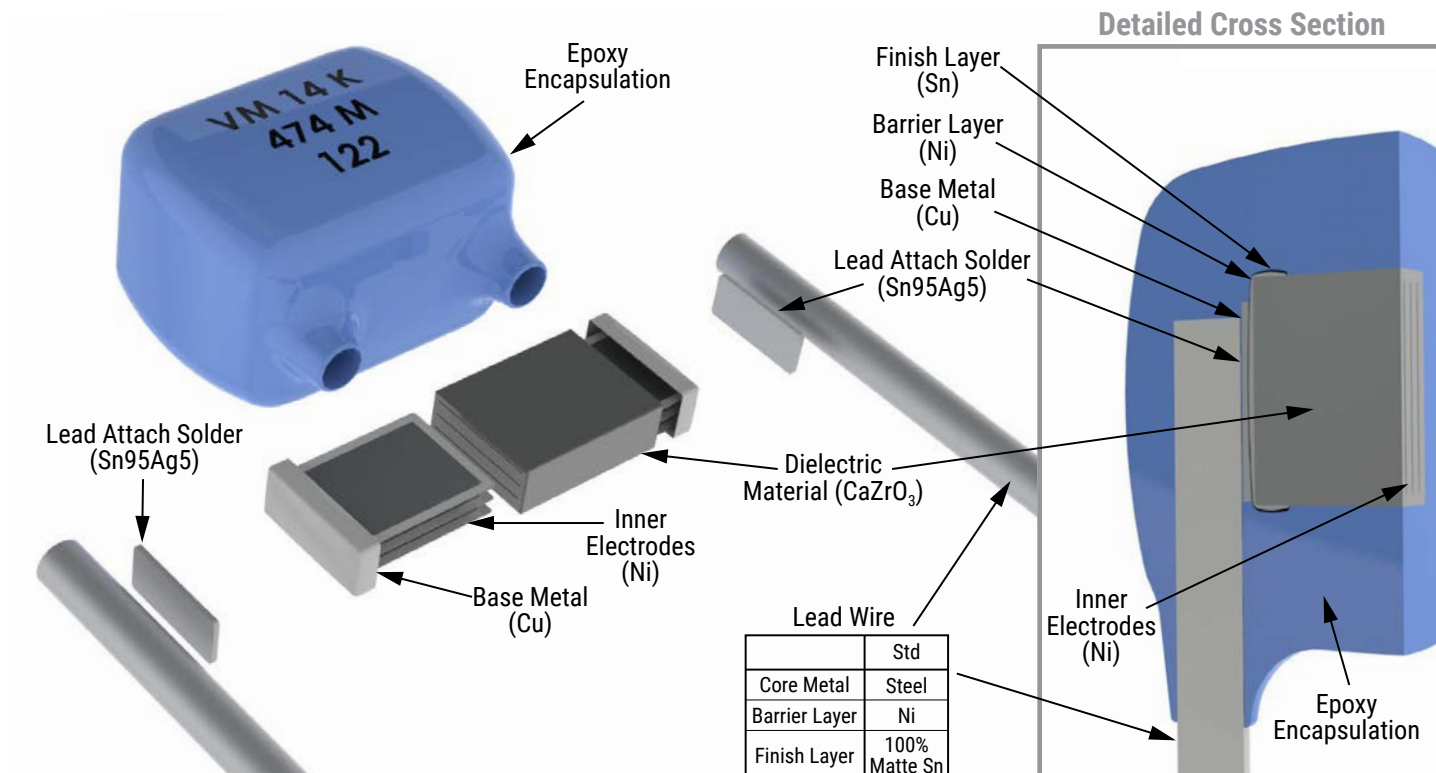 Detailed Cross Section
Epoxy
Encapsulation
VM 14 K
474 M
122
Finish Layer
(Sn)
Barrier Layer
(Ni)
Base Metal
(Cu)
Lead Attach Solder
(Sn95Ag5)
Lead Attach Solder
(Sn95Ag5)
Dielectric
Material (CaZrO₃)
Inner
Electrodes
(Ni)
Base Metal
(Cu)
Inner
Electrodes
(Ni)
Epoxy
Encapsulation
Lead Wire
Std
Core Metal Steel
Barrier Layer Ni
Finish Layer 100%
Matte Sn